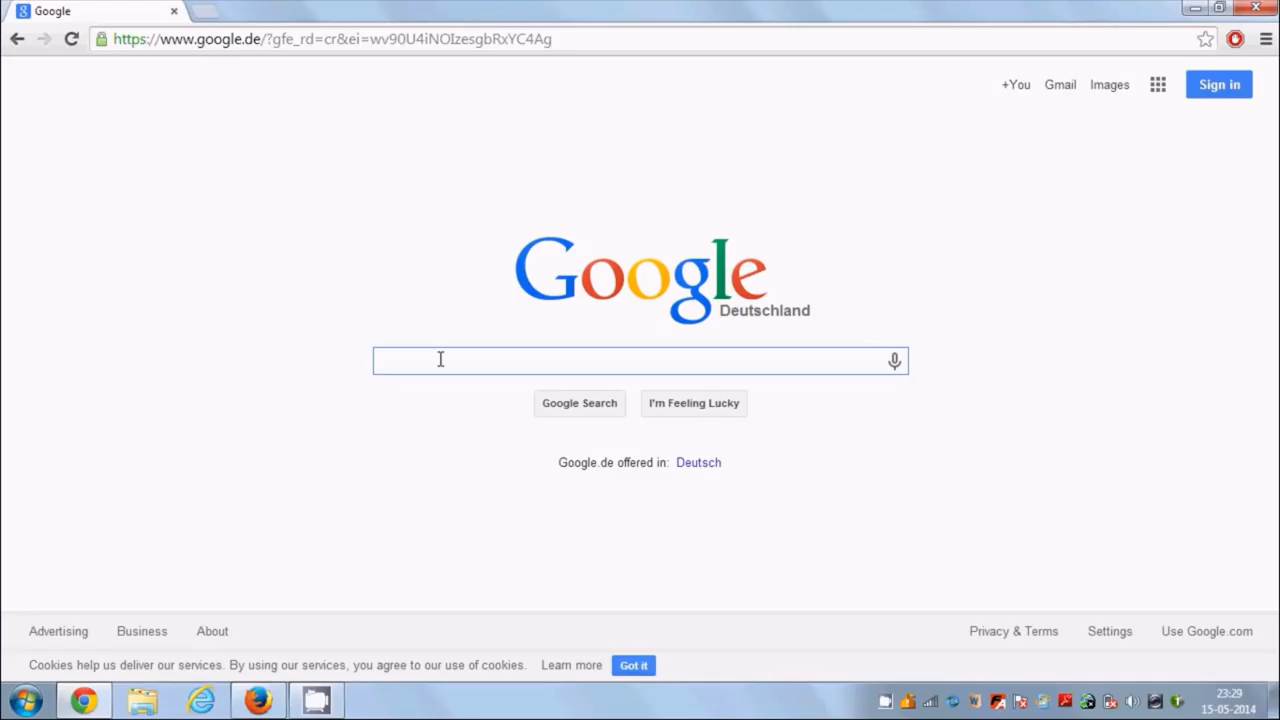 Google
https://www.google.de/?gfe_rd=cr&ei=wv90U4iNOIzesgbRxYC4Ag
+You Gmail Images Sign in
Google
Deutschland
Google Search I'm Feeling Lucky
Google.de offered in: Deutsch
Advertising Business About Privacy & Terms Settings Use Google.com
Cookies help us deliver our services. By using our services, you agree to our use of cookies. Learn more Got it
23:29
15-05-2014